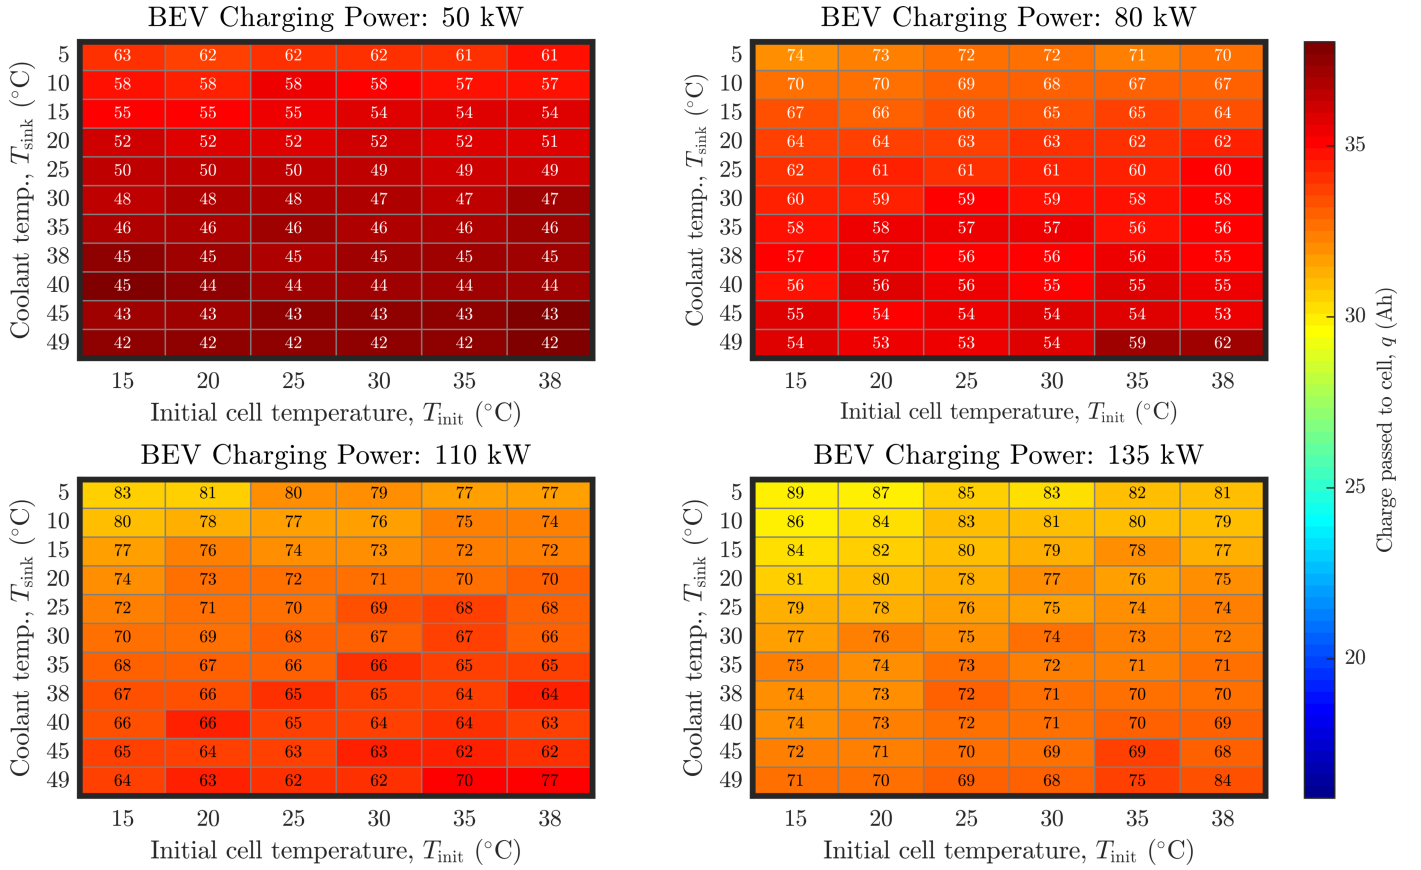 BEV Charging Power: 50 kW
5 63 62 62 62 61 61
10 58 58 58 58 57 57
15 55 55 55 54 54 54
20 52 52 52 52 52 51
25 50 50 50 49 49 49
30 48 48 48 47 47 47
35 46 46 46 46 46 46
38 45 45 45 45 45 45
40 45 44 44 44 44 44
45 43 43 43 43 43 43
49 42 42 42 42 42 42
15 20 25 30 35 38
Coolant temp., Tsink (°C)
Initial cell temperature, Tinit (°C)
BEV Charging Power: 80 kW
5 74 73 72 72 71 70
10 70 70 69 68 67 67
15 67 66 66 65 65 64
20 64 64 63 63 62 62
25 62 61 61 61 60 60
30 60 59 59 59 58 58
35 58 58 57 57 56 56
38 57 57 56 56 56 55
40 56 56 56 55 55 55
45 55 54 54 54 54 53
49 54 53 53 54 59 62
15 20 25 30 35 38
Coolant temp., Tsink (°C)
Initial cell temperature, Tinit (°C)
BEV Charging Power: 110 kW
5 83 81 80 79 77 77
10 80 78 77 76 75 74
15 77 76 74 73 72 72
20 74 73 72 71 70 70
25 72 71 70 69 68 68
30 70 69 68 67 67 66
35 68 67 66 66 65 65
38 67 66 65 65 64 64
40 66 66 65 64 64 63
45 65 64 63 63 62 62
49 64 63 62 62 70 77
15 20 25 30 35 38
Coolant temp., Tsink (°C)
Initial cell temperature, Tinit (°C)
BEV Charging Power: 135 kW
5 89 87 85 83 82 81
10 86 84 83 81 80 79
15 84 82 80 79 78 77
20 81 80 78 77 76 75
25 79 78 76 75 74 74
30 77 76 75 74 73 72
35 75 74 73 72 71 71
38 74 73 72 71 70 70
40 74 73 72 71 70 69
45 72 71 70 69 69 68
49 71 70 69 68 75 84
15 20 25 30 35 38
Coolant temp., Tsink (°C)
Initial cell temperature, Tinit (°C)
35
30
25
20
Charge passed to cell, q (Ah)